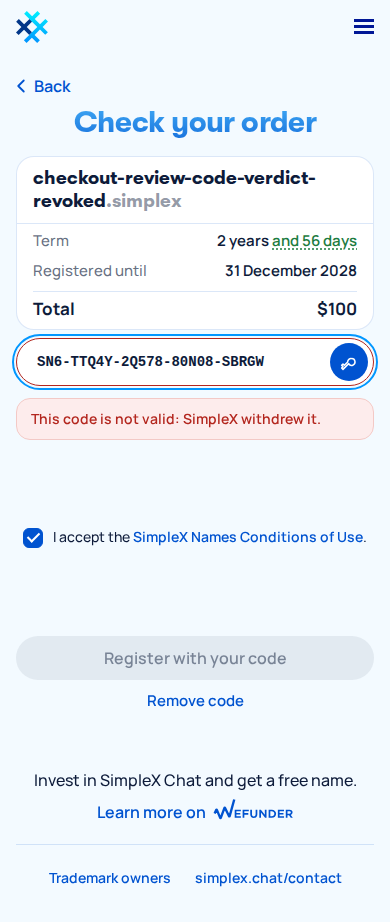 Back
Check your order
checkout-review-code-verdict-
revoked.simplex
Term 2 years and 56 days
Registered until 31 December 2028
Total $100
SN6-TTQ4Y-2Q578-80N08-SBRGW
This code is not valid: SimpleX withdrew it.
I accept the SimpleX Names Conditions of Use.
Register with your code
Remove code
Invest in SimpleX Chat and get a free name.
Learn more on WEFUNDER
Trademark owners simplex.chat/contact